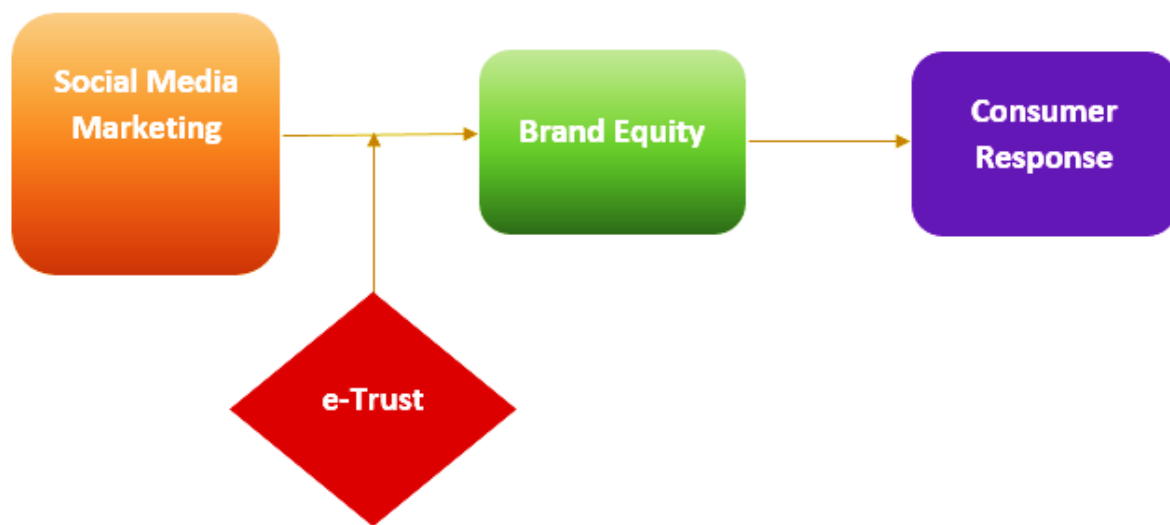 Social Media
Marketing
Brand Equity
Consumer
Response
e-Trust